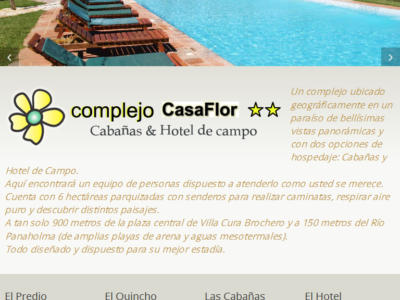 complejo CasaFlor
Cabañas & Hotel de campo
Un complejo ubicado
geográficamente en un
paraíso de bellísimas
vistas panorámicas y
con dos opciones de
hospedaje: Cabañas y
Hotel de Campo.
Aquí encontrará un equipo de personas dispuesto a atenderlo como usted se merece.
Cuenta con 6 hectáreas parquizadas con senderos para realizar caminatas, respirar aire
puro y descubrir distintos paisajes.
A tan solo 900 metros de la plaza central de Villa Cura Brochero y a 150 metros del Río
Panaholma (de amplias playas de arena y aguas mesotermales).
Todo diseñado y dispuesto para su mejor estadía.
El Predio El Quincho Las Cabañas El Hotel